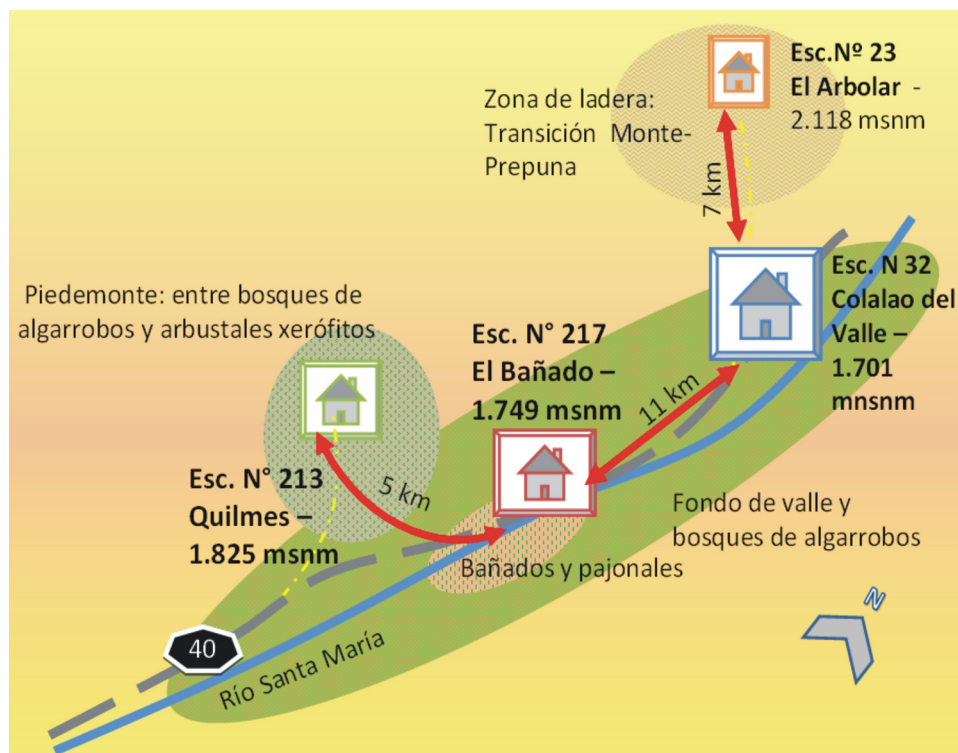 Esc.Nº 23
El Arbolar -
2.118 msnm
Zona de ladera:
Transición Monte-
Prepuna
7 km
Esc. N 32
Colalao del
Valle –
1.701
mnsnm
Piedemonte: entre bosques de
algarrobos y arbustales xerófitos
Esc. N° 217
El Bañado –
1.749 msnm
11 km
Esc. N° 213
Quilmes –
1.825 msnm
5 km
Fondo de valle y
bosques de algarrobos
Bañados y pajonales
N
40
Río Santa María